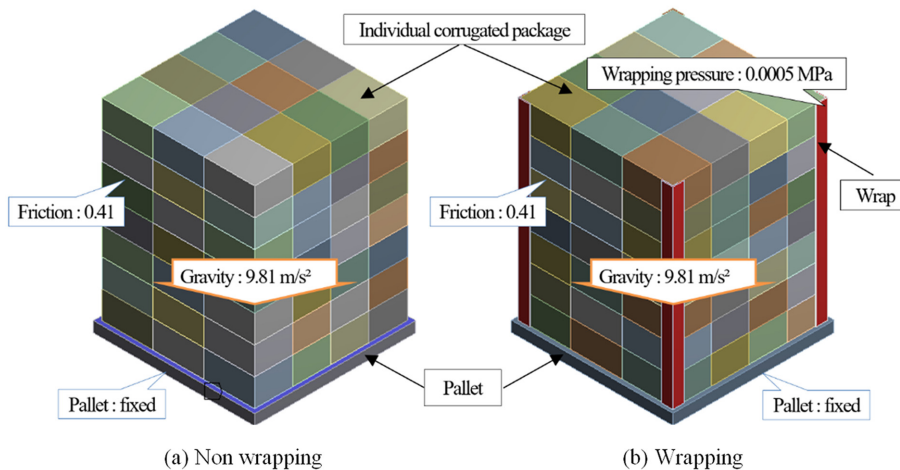 Individual corrugated package
Wrapping pressure : 0.0005 MPa
Friction : 0.41
Friction : 0.41
Wrap
Gravity : 9.81 m/s²
Gravity : 9.81 m/s²
Pallet
Pallet : fixed
Pallet : fixed
(a) Non wrapping
(b) Wrapping